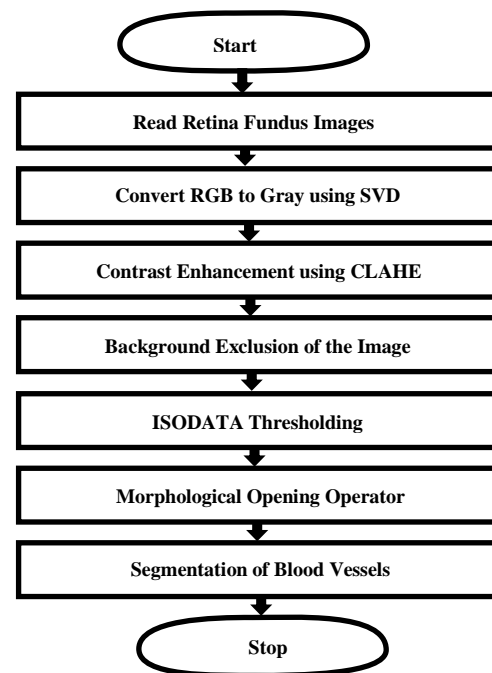 Start
Read Retina Fundus Images
Convert RGB to Gray using SVD
Contrast Enhancement using CLAHE
Background Exclusion of the Image
ISODATA Thresholding
Morphological Opening Operator
Segmentation of Blood Vessels
Stop